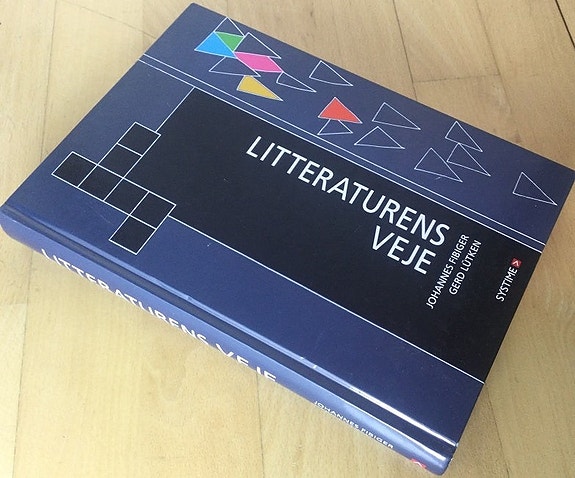 LITTERATURENS
VEJE
JOHANNES FIBIGER
GERD LÜTKEN
SYSTIME
LITTERATURENS VEJE
JOHANNES FIBIGER